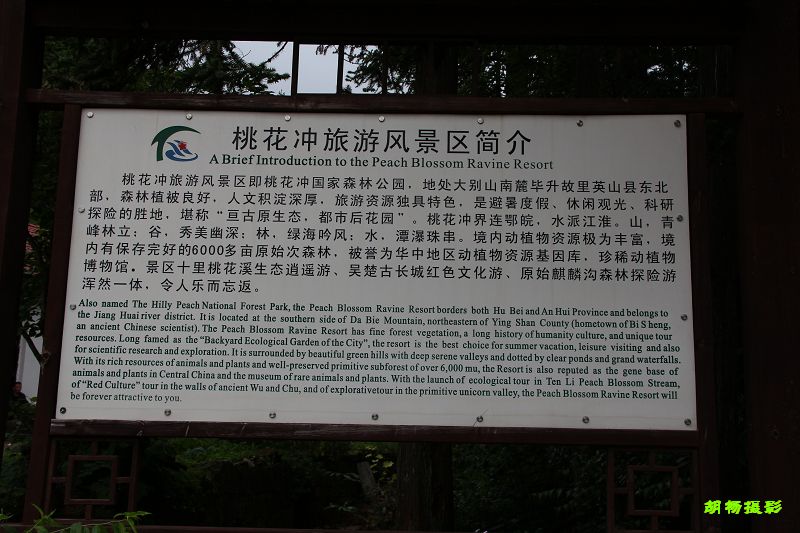 桃花冲旅游风景区简介
A Brief Introduction to the Peach Blossom Ravine Resort
桃花冲旅游风景区即桃花冲国家森林公园，地处大别山南麓毕升故里英山县东北
部，森林植被良好，人文积淀深厚，旅游资源独具特色，是避暑度假、休闲观光、科研
探险的胜地，堪称“亘古原生态，都市后花园”。桃花冲界连鄂皖，水派江淮。山，青
峰林立；谷，秀美幽深；林，绿海吟风；水，潭瀑珠串。境内动植物资源极为丰富，境
内有保存完好的6000多亩原始次森林，被誉为华中地区动植物资源基因库，珍稀动植物
博物馆。景区十里桃花溪生态逍遥游、吴楚古长城红色文化游、原始麒麟沟森林探险游
浑然一体，令人乐而忘返。
Also named The Hilly Peach National Forest Park, the Peach Blossom Ravine Resort borders both Hu Bei and An Hui Province and belongs to
the Jiang Huai river district. It is located at the southern side of Da Bie Mountain, northeastern of Ying Shan County (hometown of Bi S heng,
an ancient Chinese scientist). The Peach Blossom Ravine Resort has fine forest vegetation, a long history of humanity culture, and unique tour
resources. Long famed as the “Backyard Ecological Garden of the City”, the resort is the best choice for summer vacation, leisure visiting and also
for scientific research and exploration. It is surrounded by beautiful green hills with deep serene valleys and dotted by clear ponds and grand waterfalls.
With its rich resources of animals and plants and well-preserved primitive subforest of over 6,000 mu, the Resort is also reputed as the gene base of
animals and plants in Central China and the museum of rare animals and plants. With the launch of ecological tour in Ten Li Peach Blossom Stream,
of “Red Culture” tour in the walls of ancient Wu and Chu, and of explorativetour in the primitive unicorn valley, the Peach Blossom Ravine Resort will
be forever attractive to you.
胡杨摄影